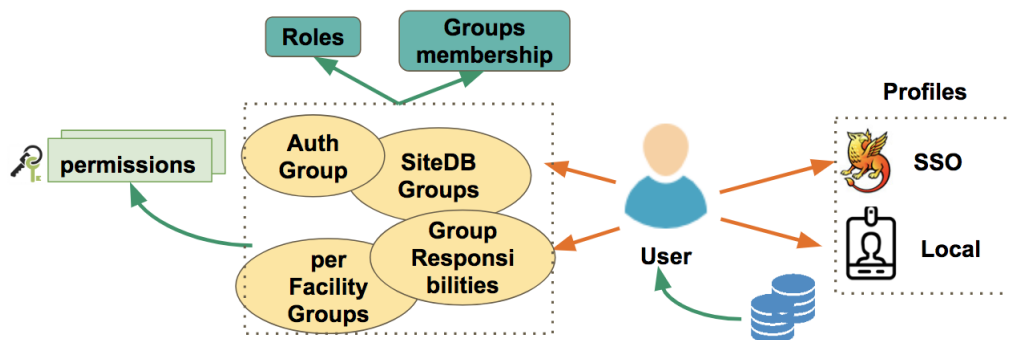 Roles
Groups
membership
Profiles
permissions
Auth
Group
SiteDB
Groups
SSO
Group
Responsi
bilities
User
Local
per
Facility
Groups